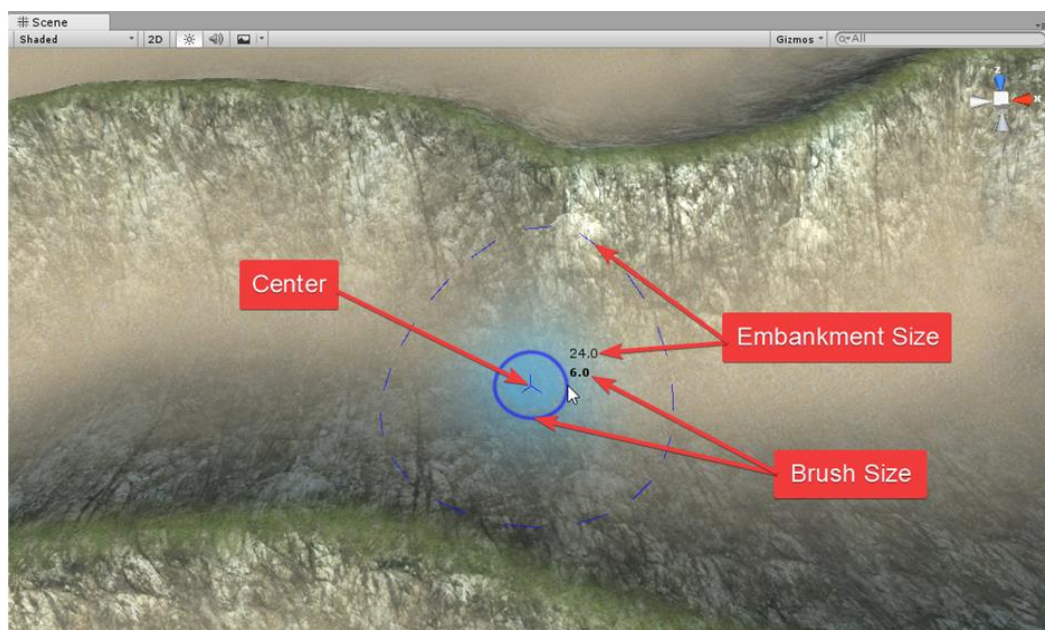 Scene
Shaded
2D
Gizmos
All
z
x
Center
Embankment Size
24.0
6.0
Brush Size